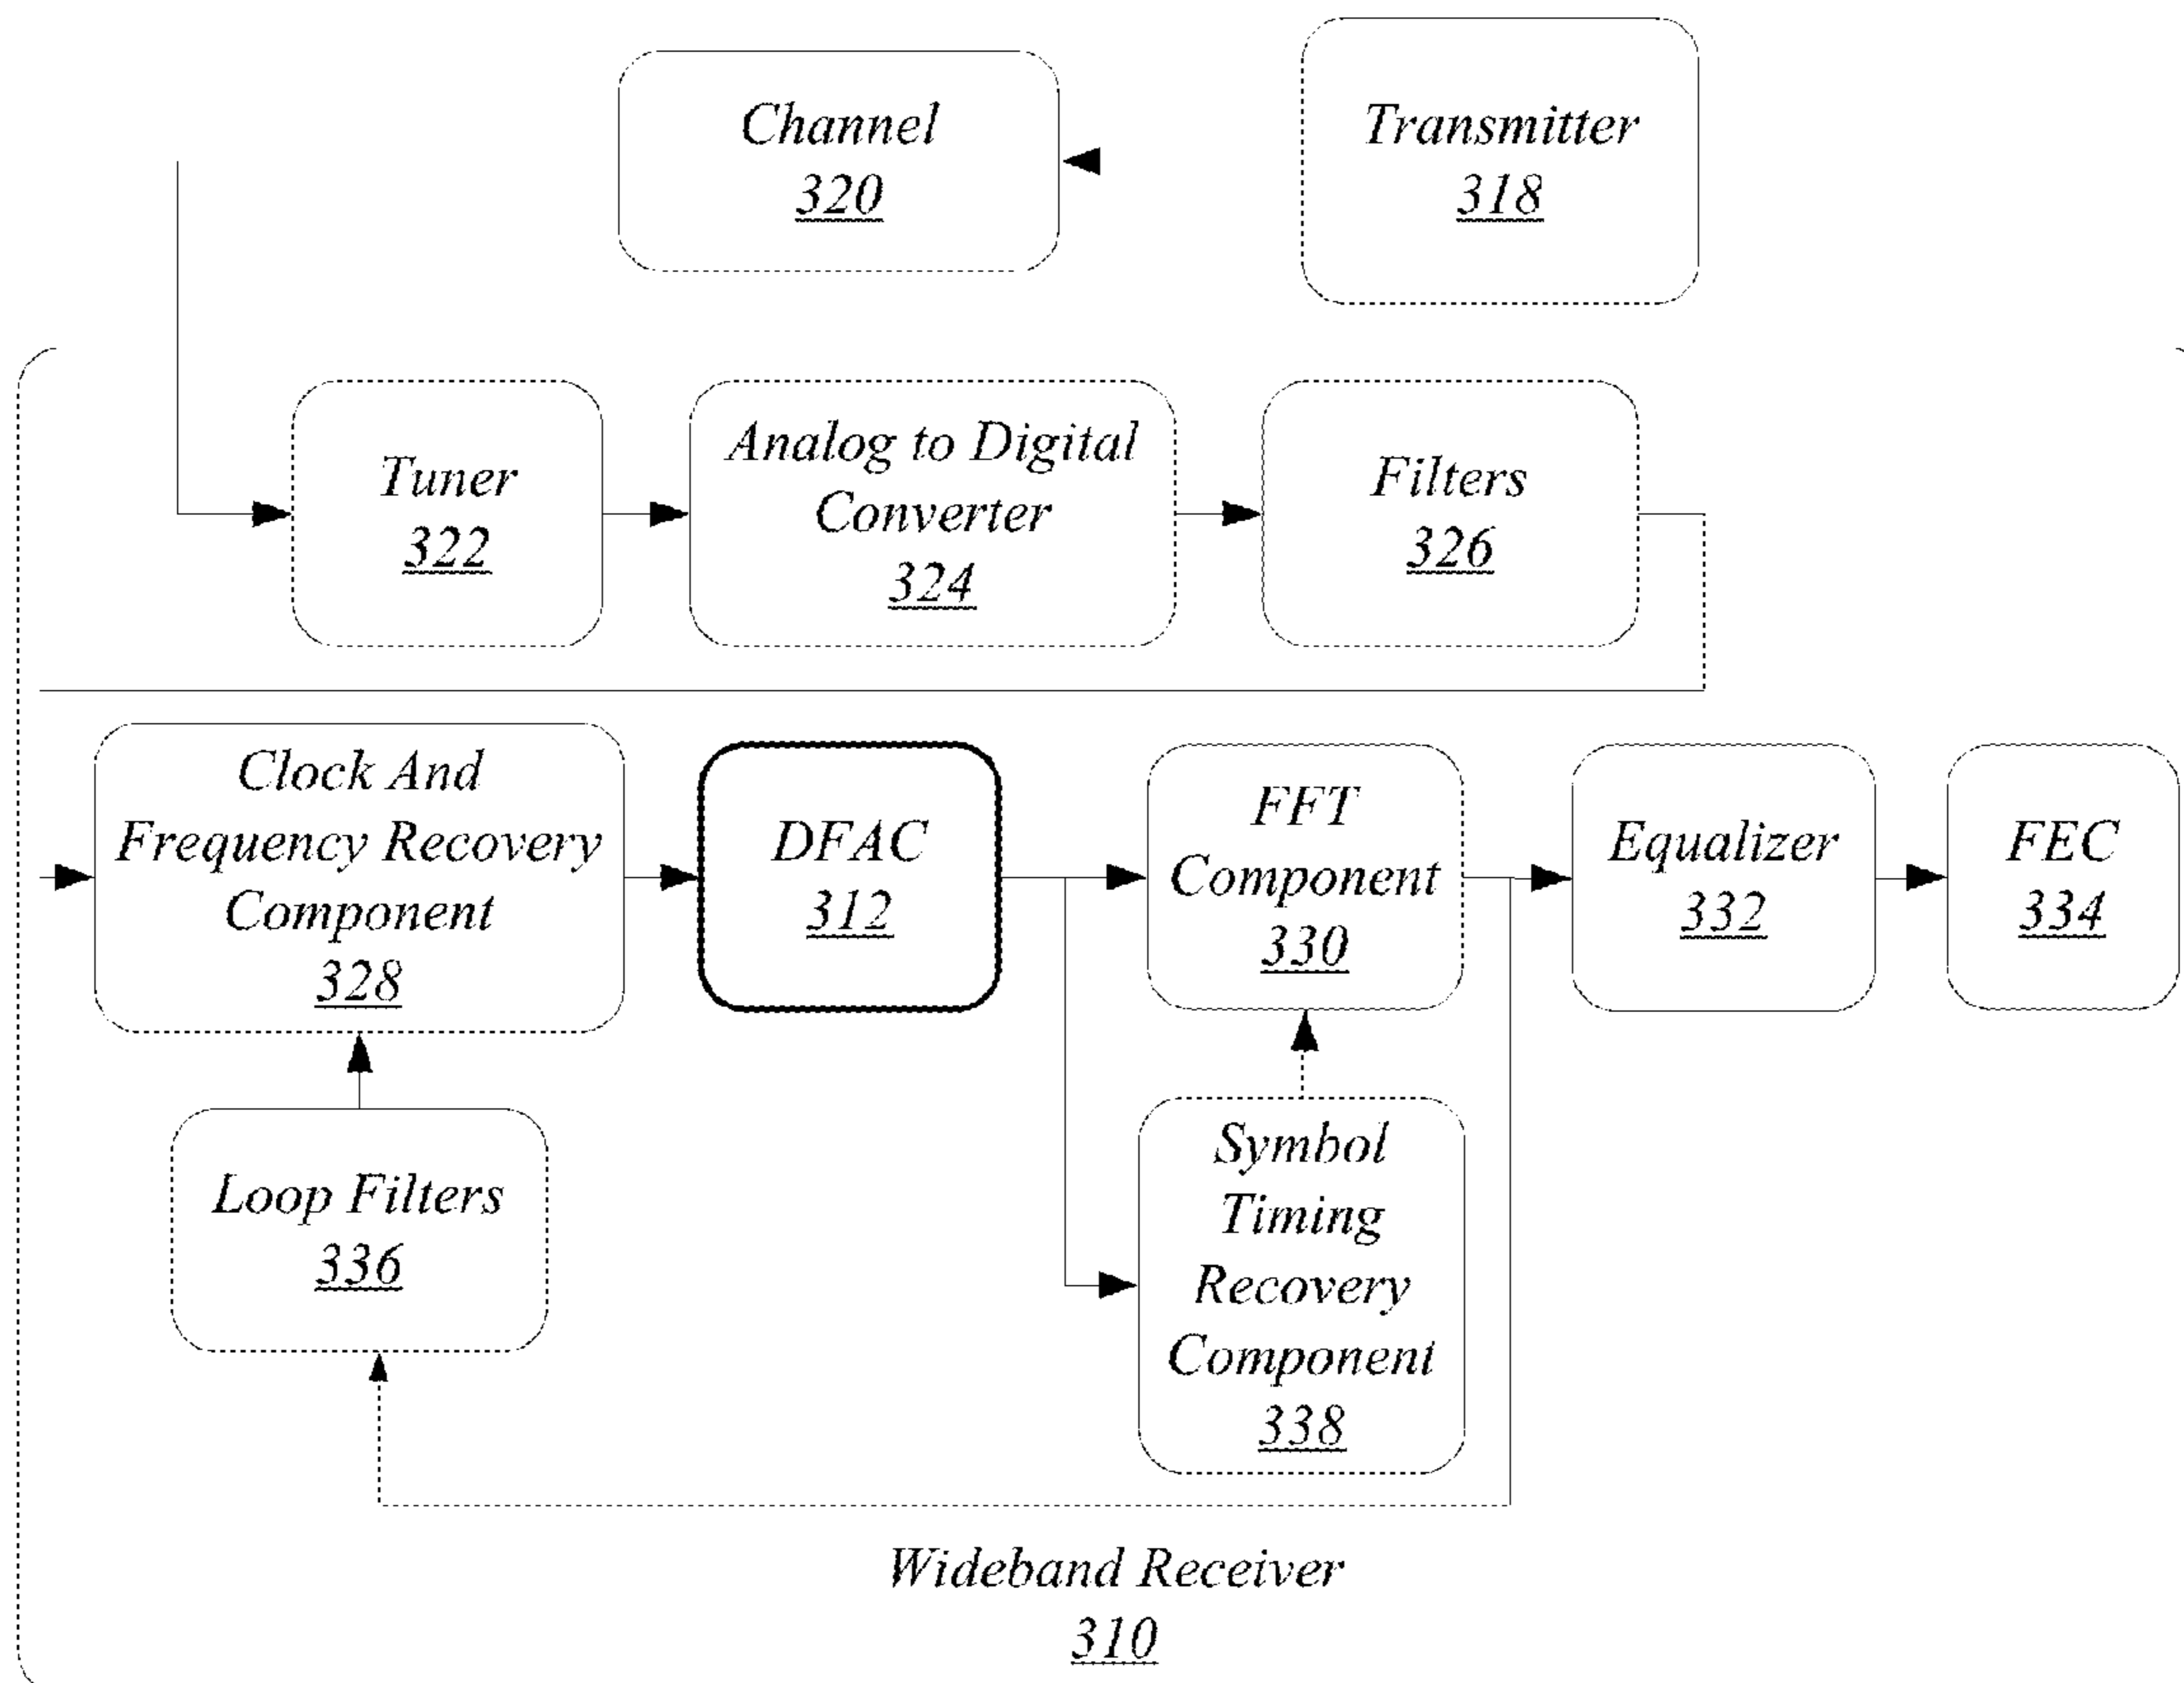 Channel
320
Transmitter
318
Tuner
322
Analog to Digital
Converter
324
Filters
326
Clock And
Frequency Recovery
Component
328
DFAC
312
FFT
Component
330
Equalizer
332
FEC
334
Loop Filters
336
Symbol
Timing
Recovery
Component
338
Wideband Receiver
310